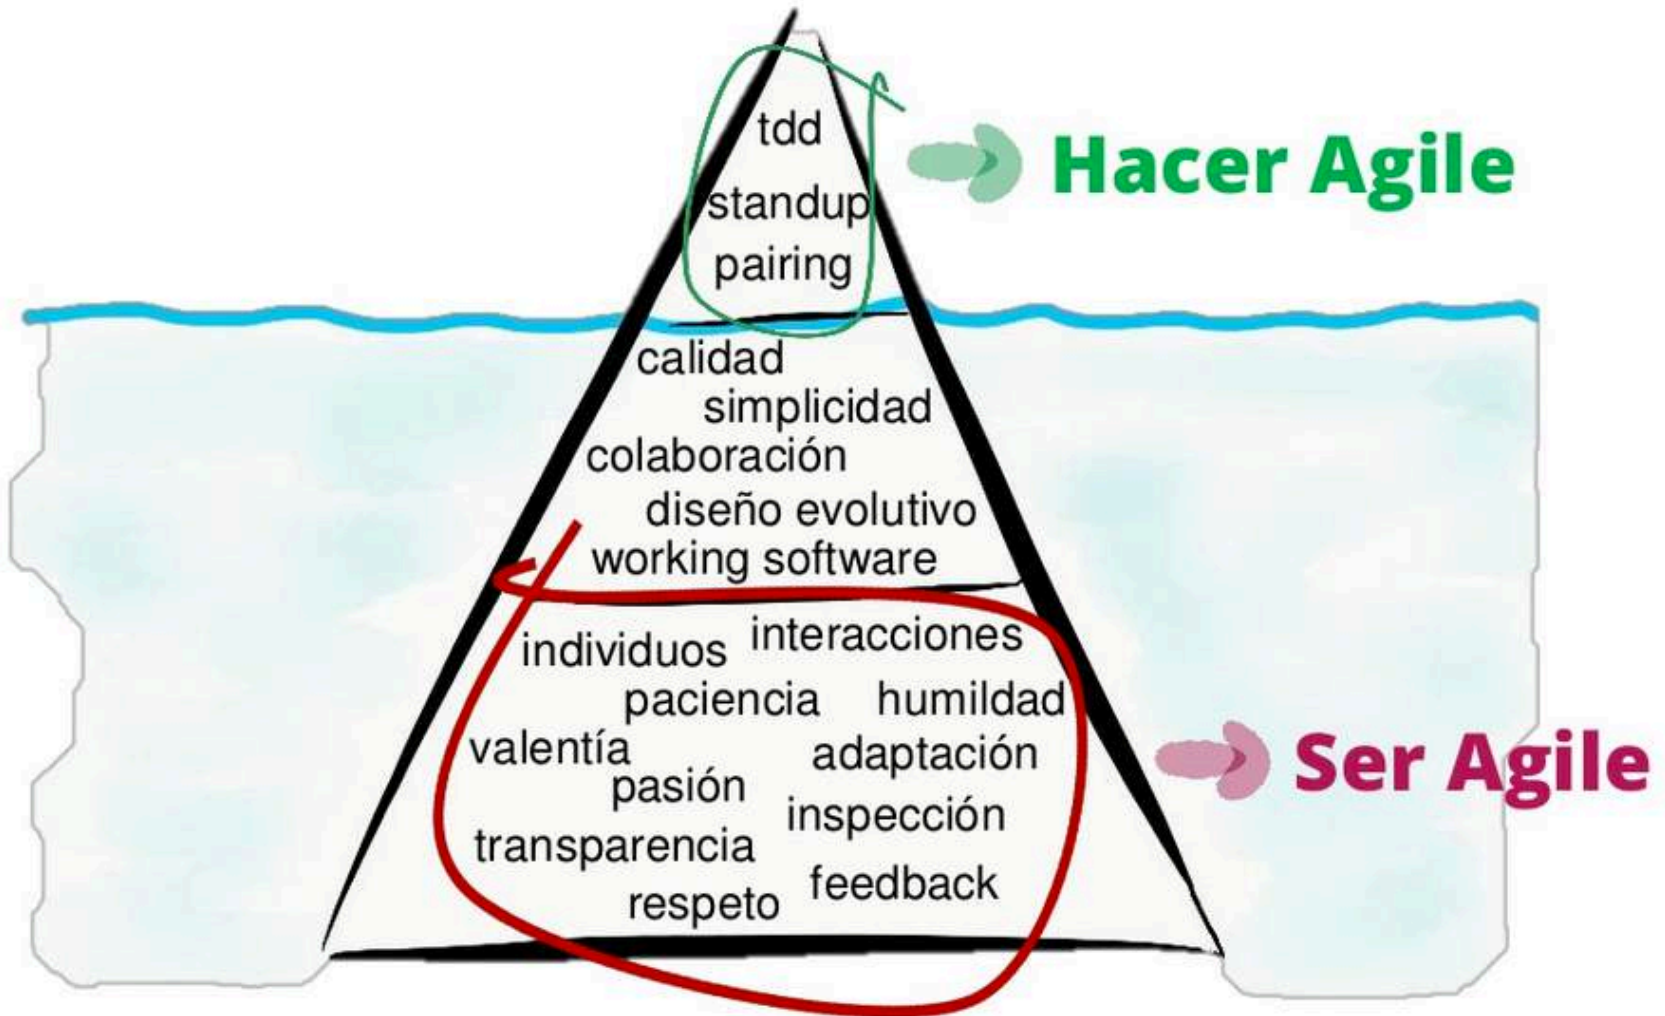 tdd
Hacer Agile
standup
pairing
calidad
simplicidad
colaboración
diseño evolutivo
working software
individuos interacciones
paciencia humildad
valentía adaptación
Ser Agile
pasión
inspección
transparencia
feedback
respeto